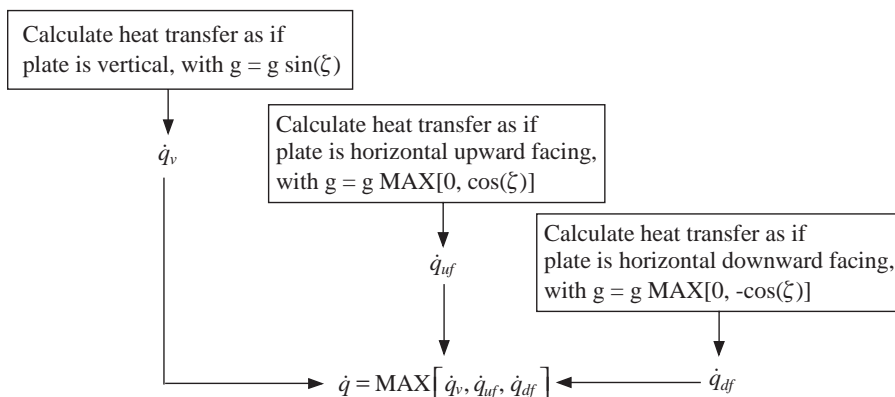 Calculate heat transfer as if
plate is vertical, with g = g sin(ζ)
q̇v
Calculate heat transfer as if
plate is horizontal upward facing,
with g = g MAX[0, cos(ζ)]
q̇uf
Calculate heat transfer as if
plate is horizontal downward facing,
with g = g MAX[0, -cos(ζ)]
q̇df
q̇ = MAX⌈q̇v, q̇uf, q̇df⌉